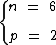 n = 6
p = 2